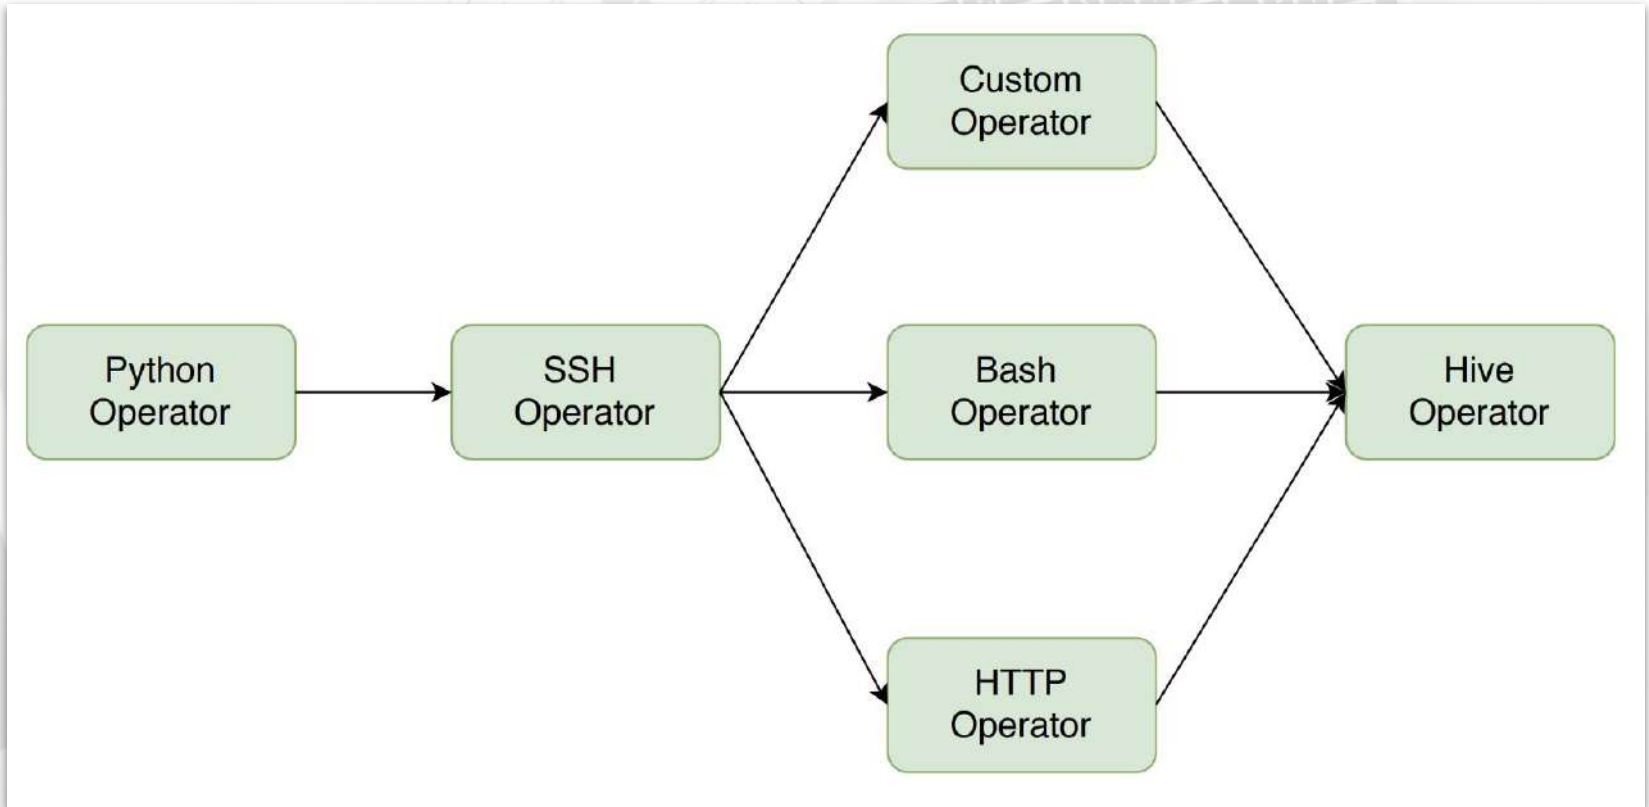 Python
Operator
SSH
Operator
Custom
Operator
Bash
Operator
HTTP
Operator
Hive
Operator